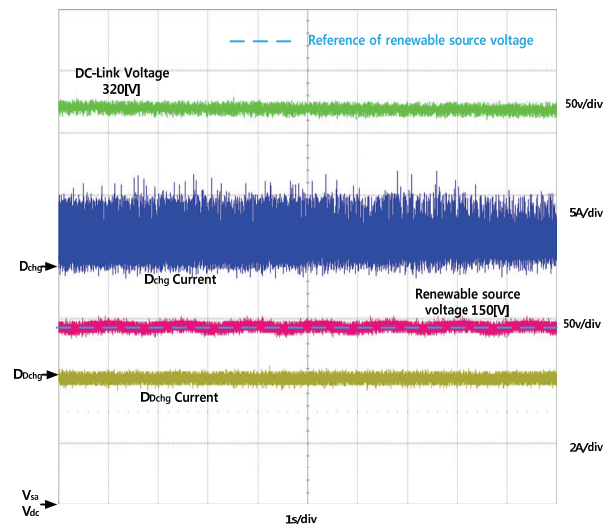 Reference of renewable source voltage
DC-Link Voltage
320[V]
50v/div
5A/div
Dchg
Dchg Current
Renewable source
voltage 150[V]
50v/div
DDchg
DDchg Current
2A/div
Vsa
Vdc
1s/div